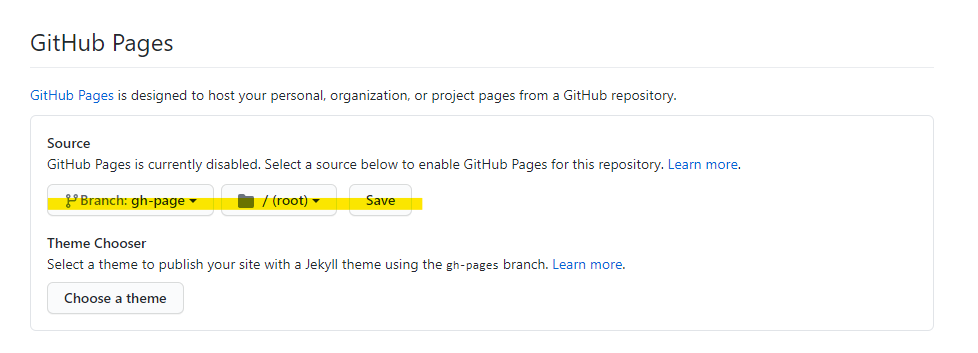 GitHub Pages
GitHub Pages is designed to host your personal, organization, or project pages from a GitHub repository.
Source
GitHub Pages is currently disabled. Select a source below to enable GitHub Pages for this repository. Learn more.
Branch: gh-page / (root) Save
Theme Chooser
Select a theme to publish your site with a Jekyll theme using the gh-pages branch. Learn more.
Choose a theme